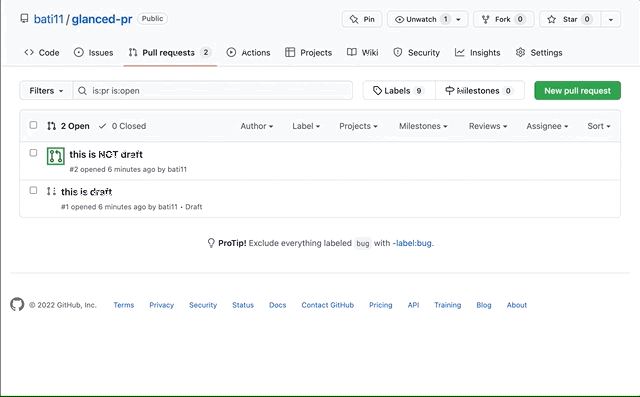 bati11 / glanced-pr Public
Pin Unwatch 1 Fork 0 Star 0
Code Issues Pull requests 2 Actions Projects Wiki Security Insights Settings
Filters is:pr is:open Labels 9 Milestones 0 New pull request
2 Open 0 Closed Author Label Projects Milestones Reviews Assignee Sort
this is NOT draft
#2 opened 6 minutes ago by bati11
this is draft
#1 opened 6 minutes ago by bati11 • Draft
ProTip! Exclude everything labeled bug with -label:bug.
© 2022 GitHub, Inc. Terms Privacy Security Status Docs Contact GitHub Pricing API Training Blog About